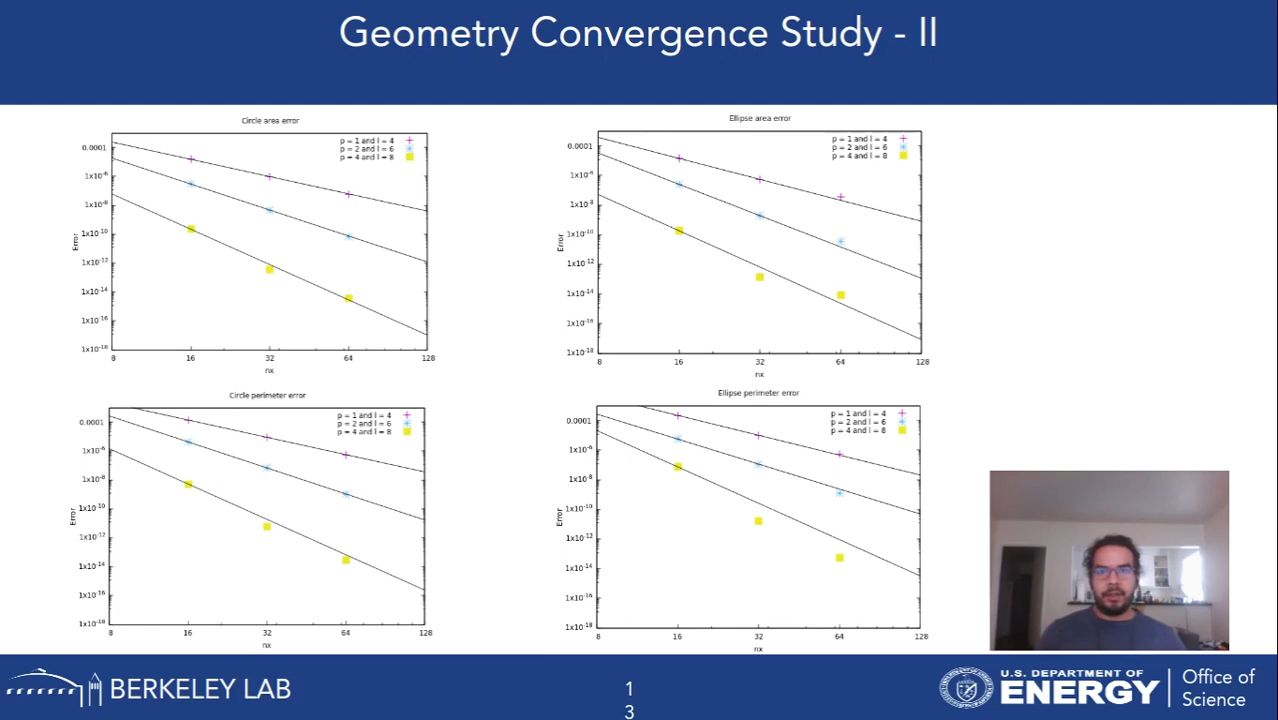 Geometry Convergence Study - II
Circle area error
p = 1 and l = 4
p = 2 and l = 6
p = 4 and l = 8
0.0001
1x10-6
1x10-8
1x10-10
1x10-12
1x10-14
1x10-16
1x10-18
Error
8 16 32 64 128
nx
Ellipse area error
p = 1 and l = 4
p = 2 and l = 6
p = 4 and l = 8
0.0001
1x10-6
1x10-8
1x10-10
1x10-12
1x10-14
1x10-16
1x10-18
Error
8 16 32 64 128
nx
Circle perimeter error
p = 1 and l = 4
p = 2 and l = 6
p = 4 and l = 8
0.0001
1x10-6
1x10-8
1x10-10
1x10-12
1x10-14
1x10-16
1x10-18
Error
8 16 32 64 128
nx
Ellipse perimeter error
p = 1 and l = 4
p = 2 and l = 6
p = 4 and l = 8
0.0001
1x10-6
1x10-8
1x10-10
1x10-12
1x10-14
1x10-16
1x10-18
Error
8 16 32 64 128
nx
BERKELEY LAB
1
3
U.S. DEPARTMENT OF
ENERGY
Office of
Science